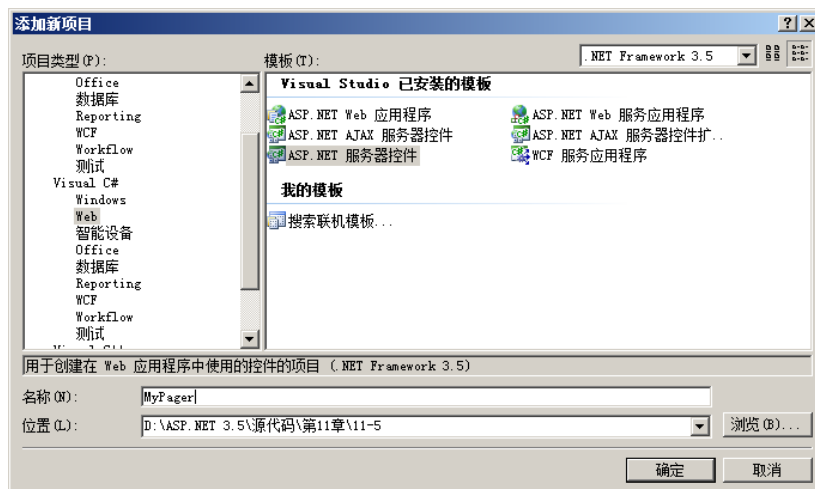 添加新项目
项目类型(P):
模板(T):
.NET Framework 3.5
Office
数据库
Reporting
WCF
Workflow
测试
Visual C#
Windows
Web
智能设备
Office
数据库
Reporting
WCF
Workflow
测试
Visual Studio 已安装的模板
ASP.NET Web 应用程序
ASP.NET Web 服务应用程序
ASP.NET AJAX 服务器控件
ASP.NET AJAX 服务器控件扩..
ASP.NET 服务器控件
WCF 服务应用程序
我的模板
搜索联机模板...
用于创建在 Web 应用程序中使用的控件的项目 (.NET Framework 3.5)
名称(N):
MyPager
位置(L):
D:\ASP.NET 3.5\源代码\第11章\11-5
浏览(B)...
确定
取消